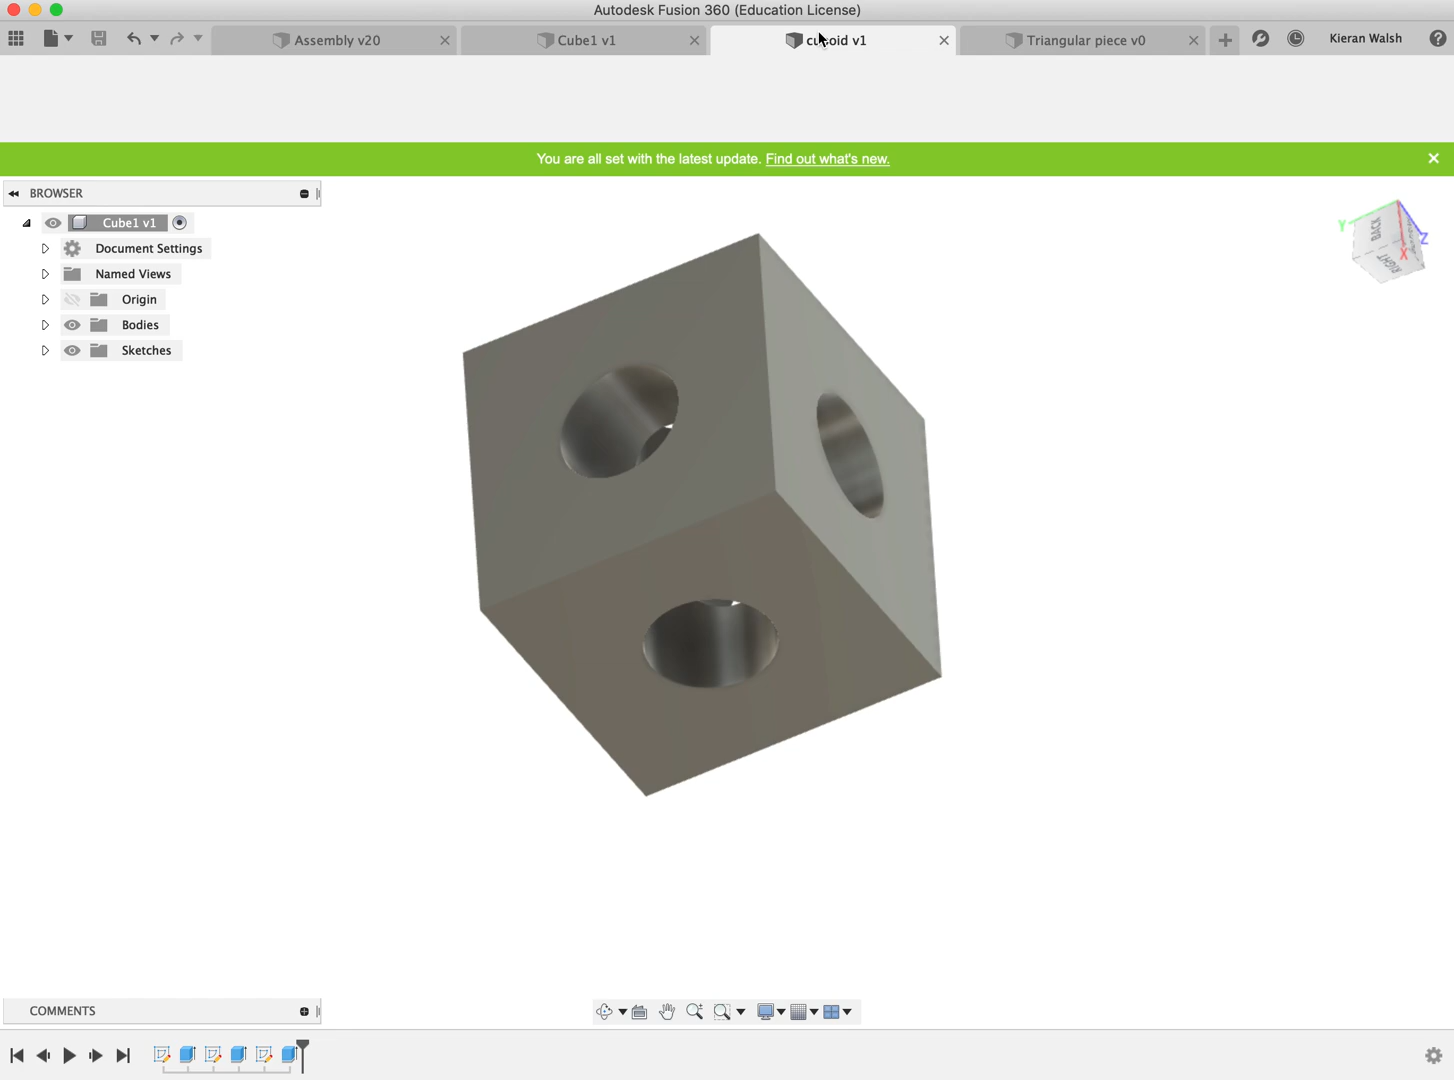 Autodesk Fusion 360 (Education License)
Assembly v20
Cube1 v1
cuboid v1
Triangular piece v0
Kieran Walsh
You are all set with the latest update. Find out what's new.
BROWSER
Cube1 v1
Document Settings
Named Views
Origin
Bodies
Sketches
Y
BACK
Z
X
RIGHT
COMMENTS